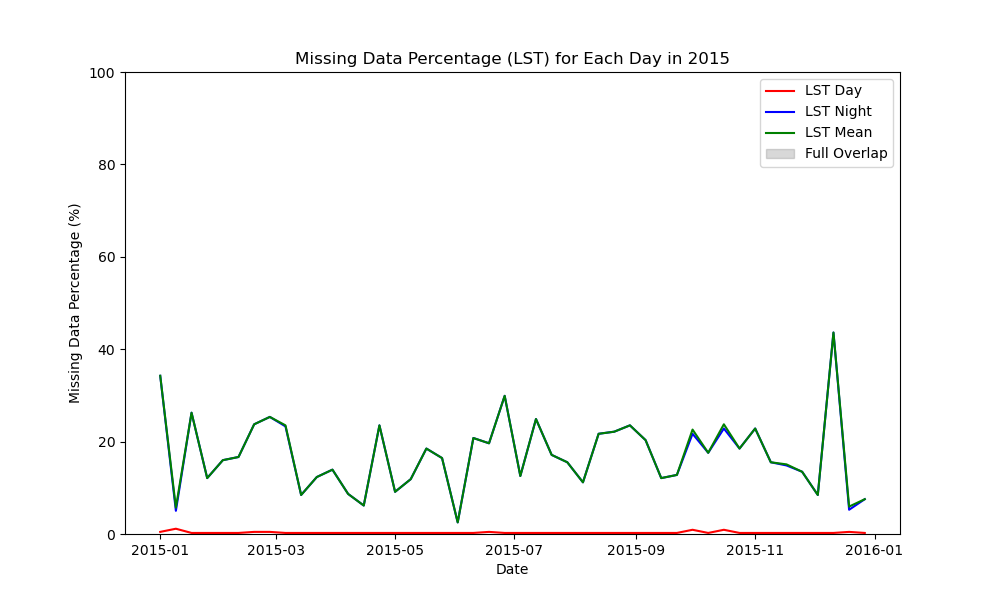 Missing Data Percentage (LST) for Each Day in 2015
100
80
60
40
20
0
Missing Data Percentage (%)
LST Day
LST Night
LST Mean
Full Overlap
2015-01
2015-03
2015-05
2015-07
2015-09
2015-11
2016-01
Date